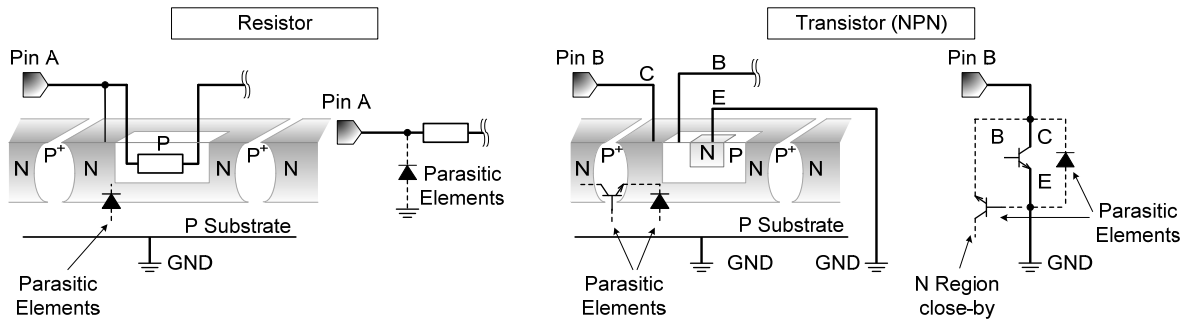 Resistor
Transistor (NPN)
Pin A
Pin A
N
P+
N
P
P+
N
N
Parasitic
Elements
P Substrate
GND
Parasitic
Elements
Pin B
C
B
E
N
P+
N
N
P
P+
N
N
P Substrate
GND
GND
Parasitic
Elements
Pin B
B
C
E
Parasitic
Elements
GND
N Region
close-by